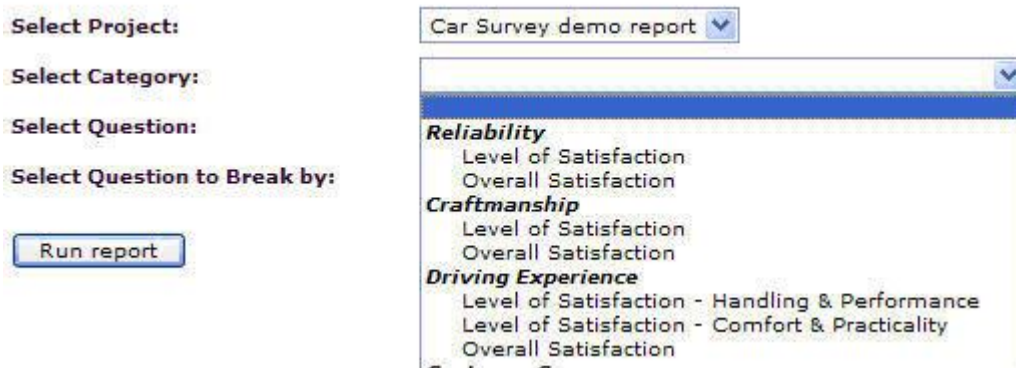 Select Project:
Car Survey demo report
Select Category:
Select Question:
Select Question to Break by:
Run report
Reliability
Level of Satisfaction
Overall Satisfaction
Craftmanship
Level of Satisfaction
Overall Satisfaction
Driving Experience
Level of Satisfaction - Handling & Performance
Level of Satisfaction - Comfort & Practicality
Overall Satisfaction